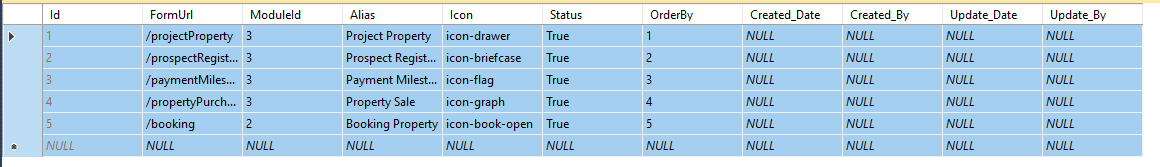 Id FormUrl ModuleId Alias Icon Status OrderBy Created_Date Created_By Update_Date Update_By
1 /projectProperty 3 Project Property icon-drawer True 1 NULL NULL NULL NULL
2 /prospectRegist... 3 Prospect Regist... icon-briefcase True 2 NULL NULL NULL NULL
3 /paymentMiles... 3 Payment Milest... icon-flag True 3 NULL NULL NULL NULL
4 /propertyPurch... 3 Property Sale icon-graph True 4 NULL NULL NULL NULL
5 /booking 2 Booking Property icon-book-open True 5 NULL NULL NULL NULL
NULL NULL NULL NULL NULL NULL NULL NULL NULL NULL NULL